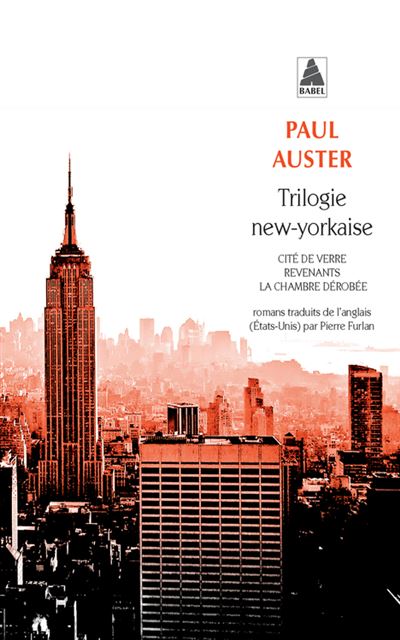 BABEL
PAUL
AUSTER
Trilogie
new-yorkaise
CITÉ DE VERRE
REVENANTS
LA CHAMBRE DÉROBÉE
romans traduits de l'anglais
(États-Unis) par Pierre Furlan